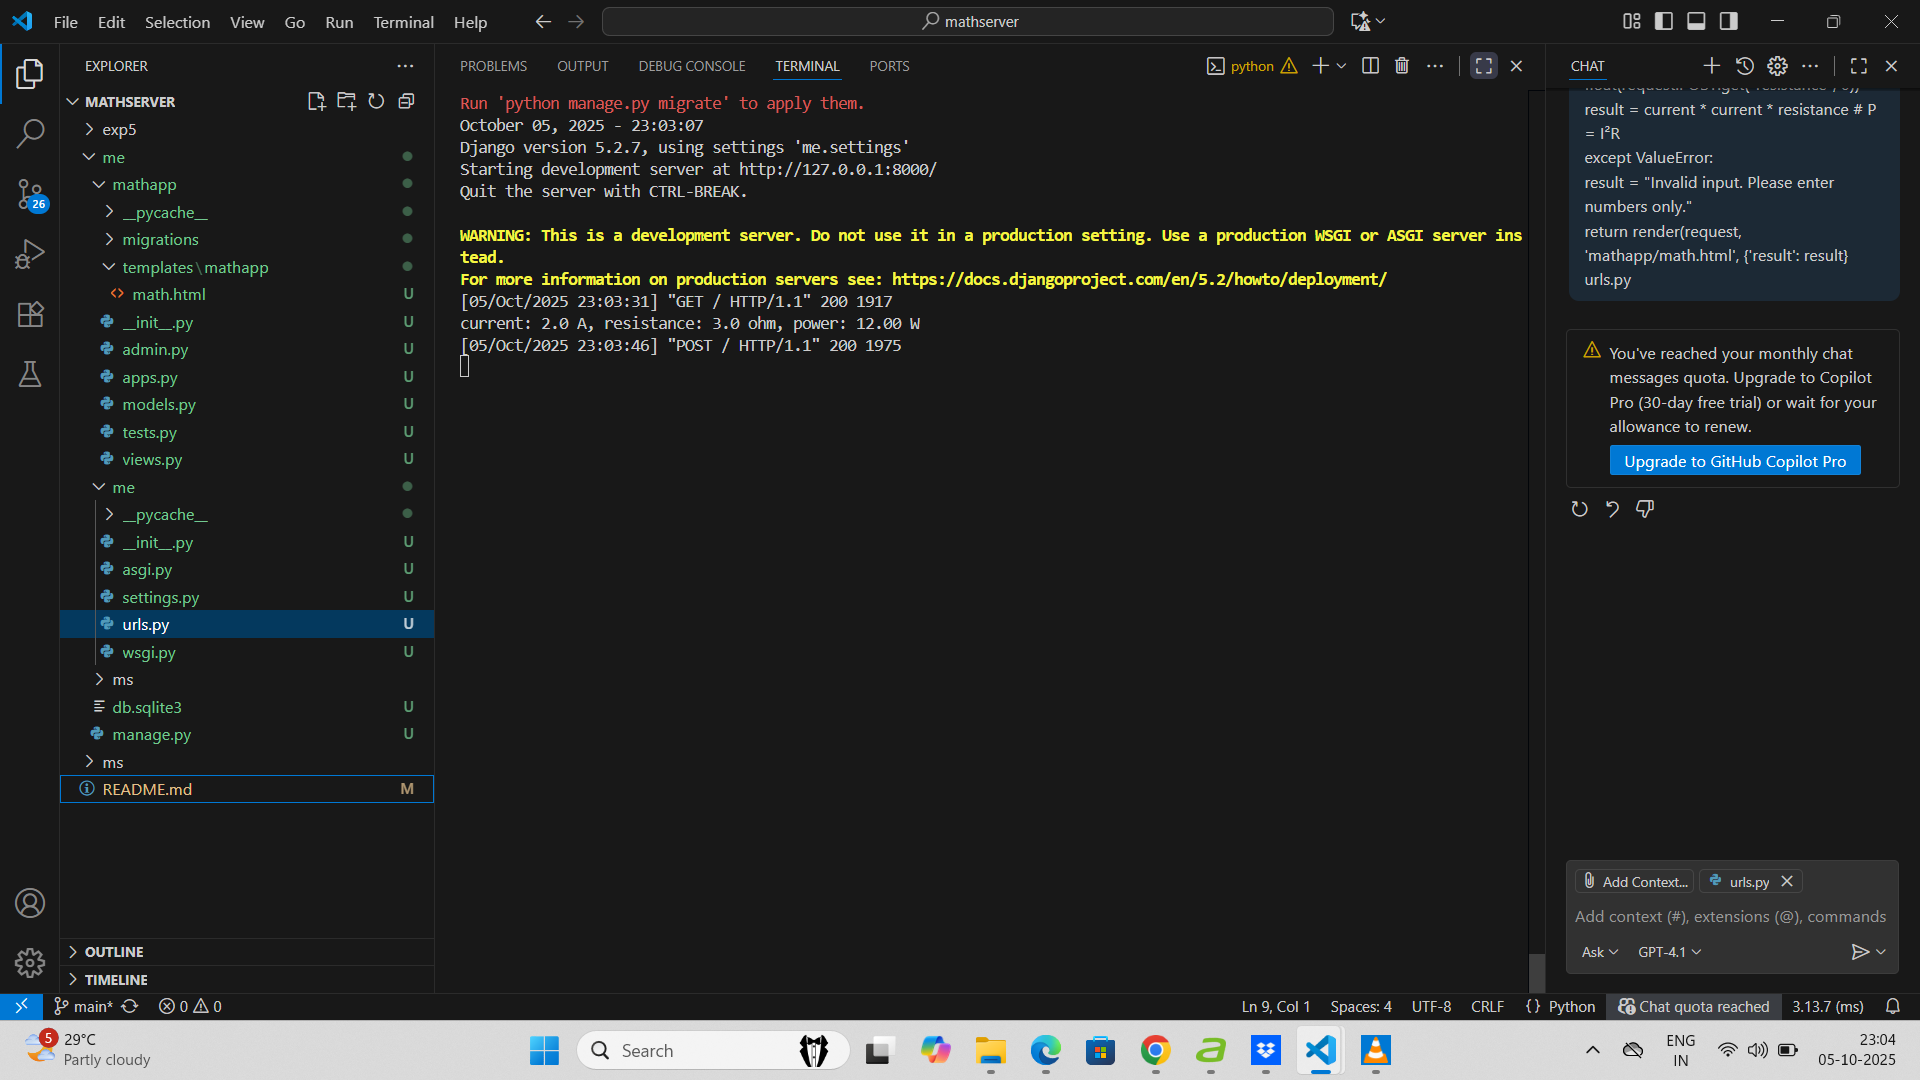 File Edit Selection View Go Run Terminal Help
mathserver
EXPLORER
MATHSERVER
exp5
me
mathapp
__pycache__
migrations
templates\mathapp
math.html U
__init__.py U
admin.py U
apps.py U
models.py U
tests.py U
views.py U
me
__pycache__
__init__.py U
asgi.py U
settings.py U
urls.py U
wsgi.py U
ms
db.sqlite3 U
manage.py U
ms
README.md M
OUTLINE
TIMELINE
26
PROBLEMS OUTPUT DEBUG CONSOLE TERMINAL PORTS
python
Run 'python manage.py migrate' to apply them.
October 05, 2025 - 23:03:07
Django version 5.2.7, using settings 'me.settings'
Starting development server at http://127.0.0.1:8000/
Quit the server with CTRL-BREAK.
WARNING: This is a development server. Do not use it in a production setting. Use a production WSGI or ASGI server ins
tead.
For more information on production servers see: https://docs.djangoproject.com/en/5.2/howto/deployment/
[05/Oct/2025 23:03:31] "GET / HTTP/1.1" 200 1917
current: 2.0 A, resistance: 3.0 ohm, power: 12.00 W
[05/Oct/2025 23:03:46] "POST / HTTP/1.1" 200 1975
CHAT
result = current * current * resistance # P
= I²R
except ValueError:
result = "Invalid input. Please enter
numbers only."
return render(request,
'mathapp/math.html', {'result': result}
urls.py
You've reached your monthly chat
messages quota. Upgrade to Copilot
Pro (30-day free trial) or wait for your
allowance to renew.
Upgrade to GitHub Copilot Pro
Add Context... urls.py
Add context (#), extensions (@), commands
Ask GPT-4.1
main* 0 0
Ln 9, Col 1 Spaces: 4 UTF-8 CRLF {} Python Chat quota reached 3.13.7 (ms)
5
29°C
Partly cloudy
Search
ENG
IN
23:04
05-10-2025